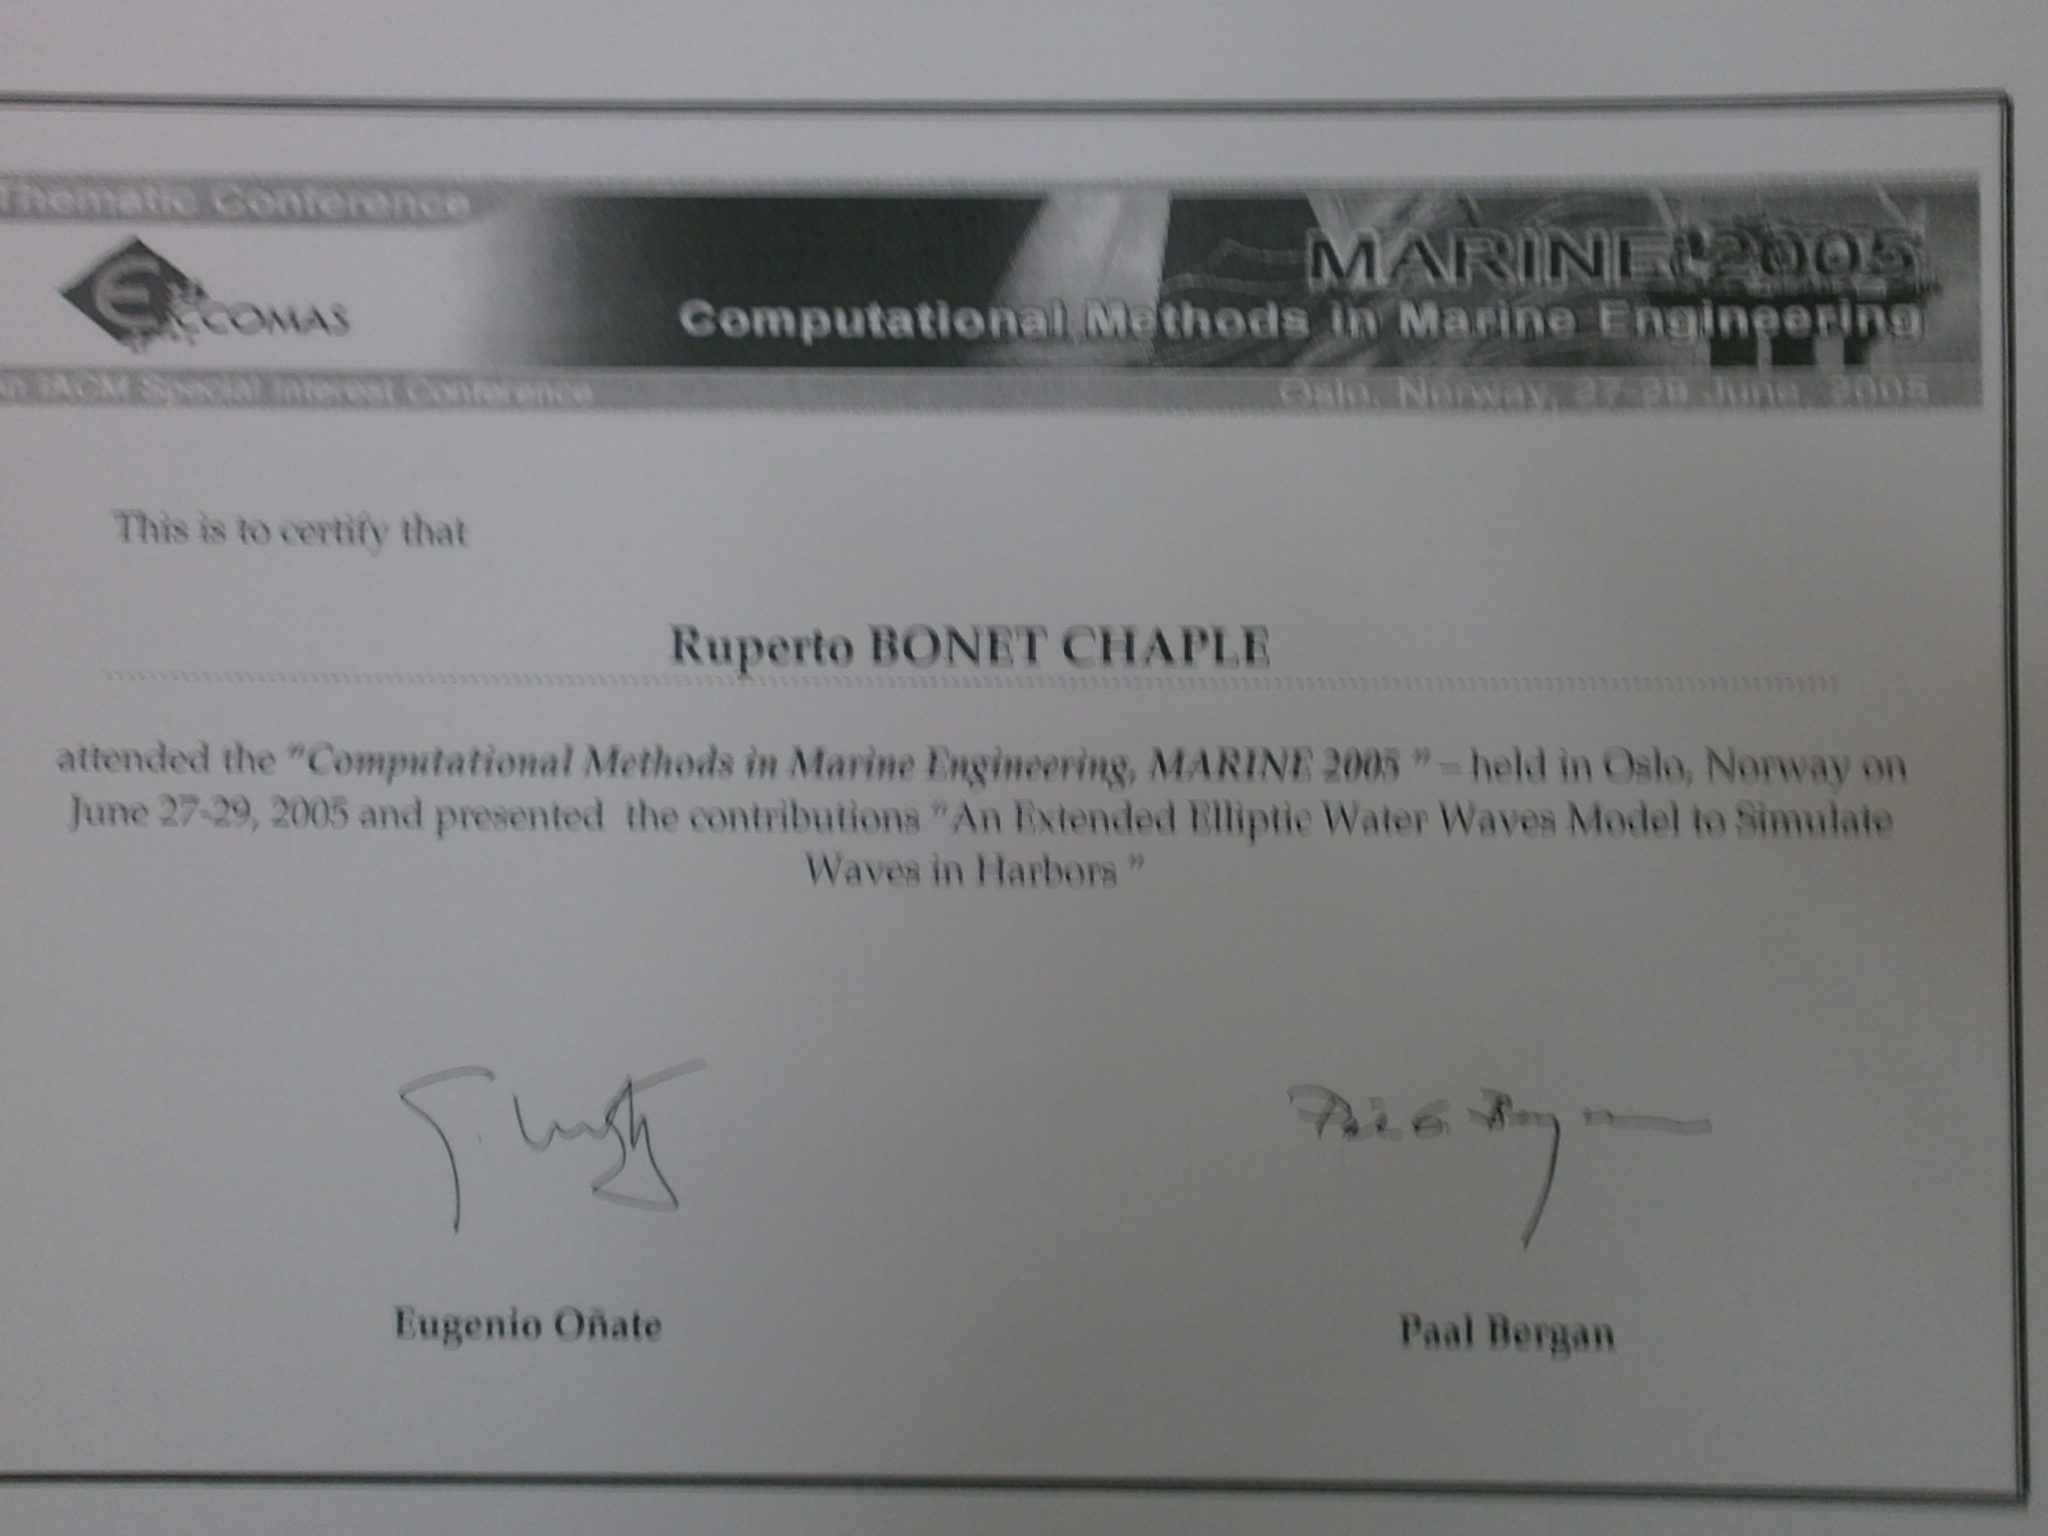 Thematic Conference
MARINE 2005
ECCOMAS
Computational Methods in Marine Engineering
An IACM Special Interest Conference
Oslo, Norway, 27-29 June, 2005
This is to certify that
Ruperto BONET CHAPLE
attended the "Computational Methods in Marine Engineering, MARINE 2005 " – held in Oslo, Norway on
June 27-29, 2005 and presented the contributions "An Extended Elliptic Water Waves Model to Simulate
Waves in Harbors "
Eugenio Oñate
Paal Bergan